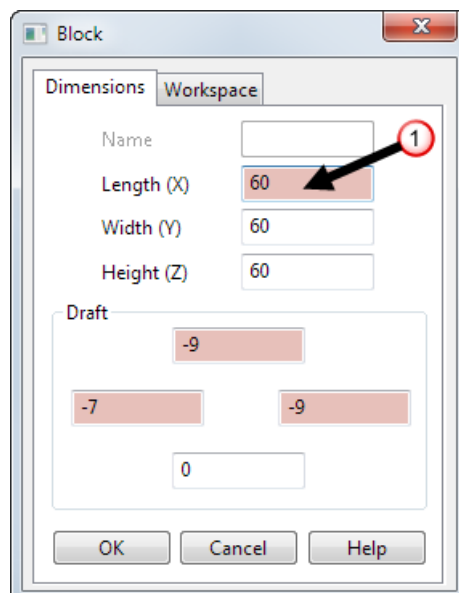 Block
Dimensions Workspace
Name
1
Length (X) 60
Width (Y) 60
Height (Z) 60
Draft
-9
-7 -9
0
OK Cancel Help